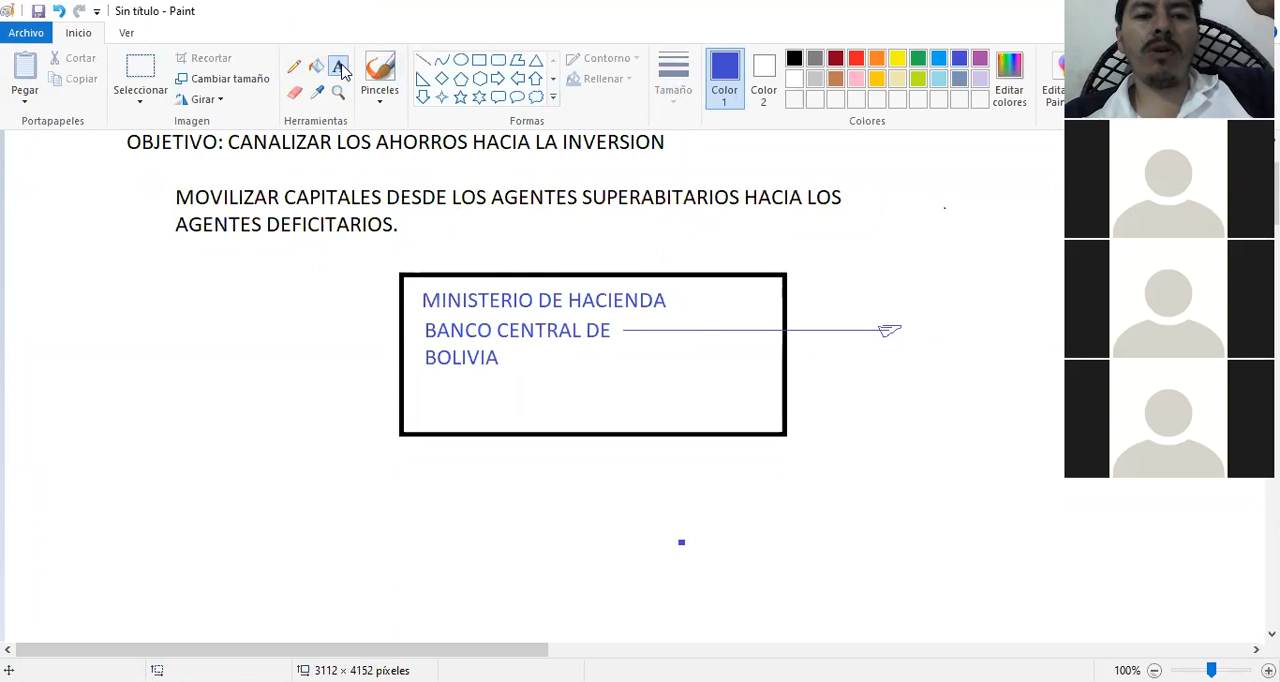 Sin título - Paint
Archivo
Inicio
Ver
Pegar
Cortar
Copiar
Portapapeles
Seleccionar
Recortar
Cambiar tamaño
Girar
Imagen
A
Herramientas
Pinceles
Contorno
Rellenar
Formas
Tamaño
Color
1
Color
2
Editar
colores
Colores
Edita
Pain
OBJETIVO: CANALIZAR LOS AHORROS HACIA LA INVERSION
MOVILIZAR CAPITALES DESDE LOS AGENTES SUPERABITARIOS HACIA LOS
AGENTES DEFICITARIOS.
MINISTERIO DE HACIENDA
BANCO CENTRAL DE
BOLIVIA
3112 × 4152 píxeles
100%